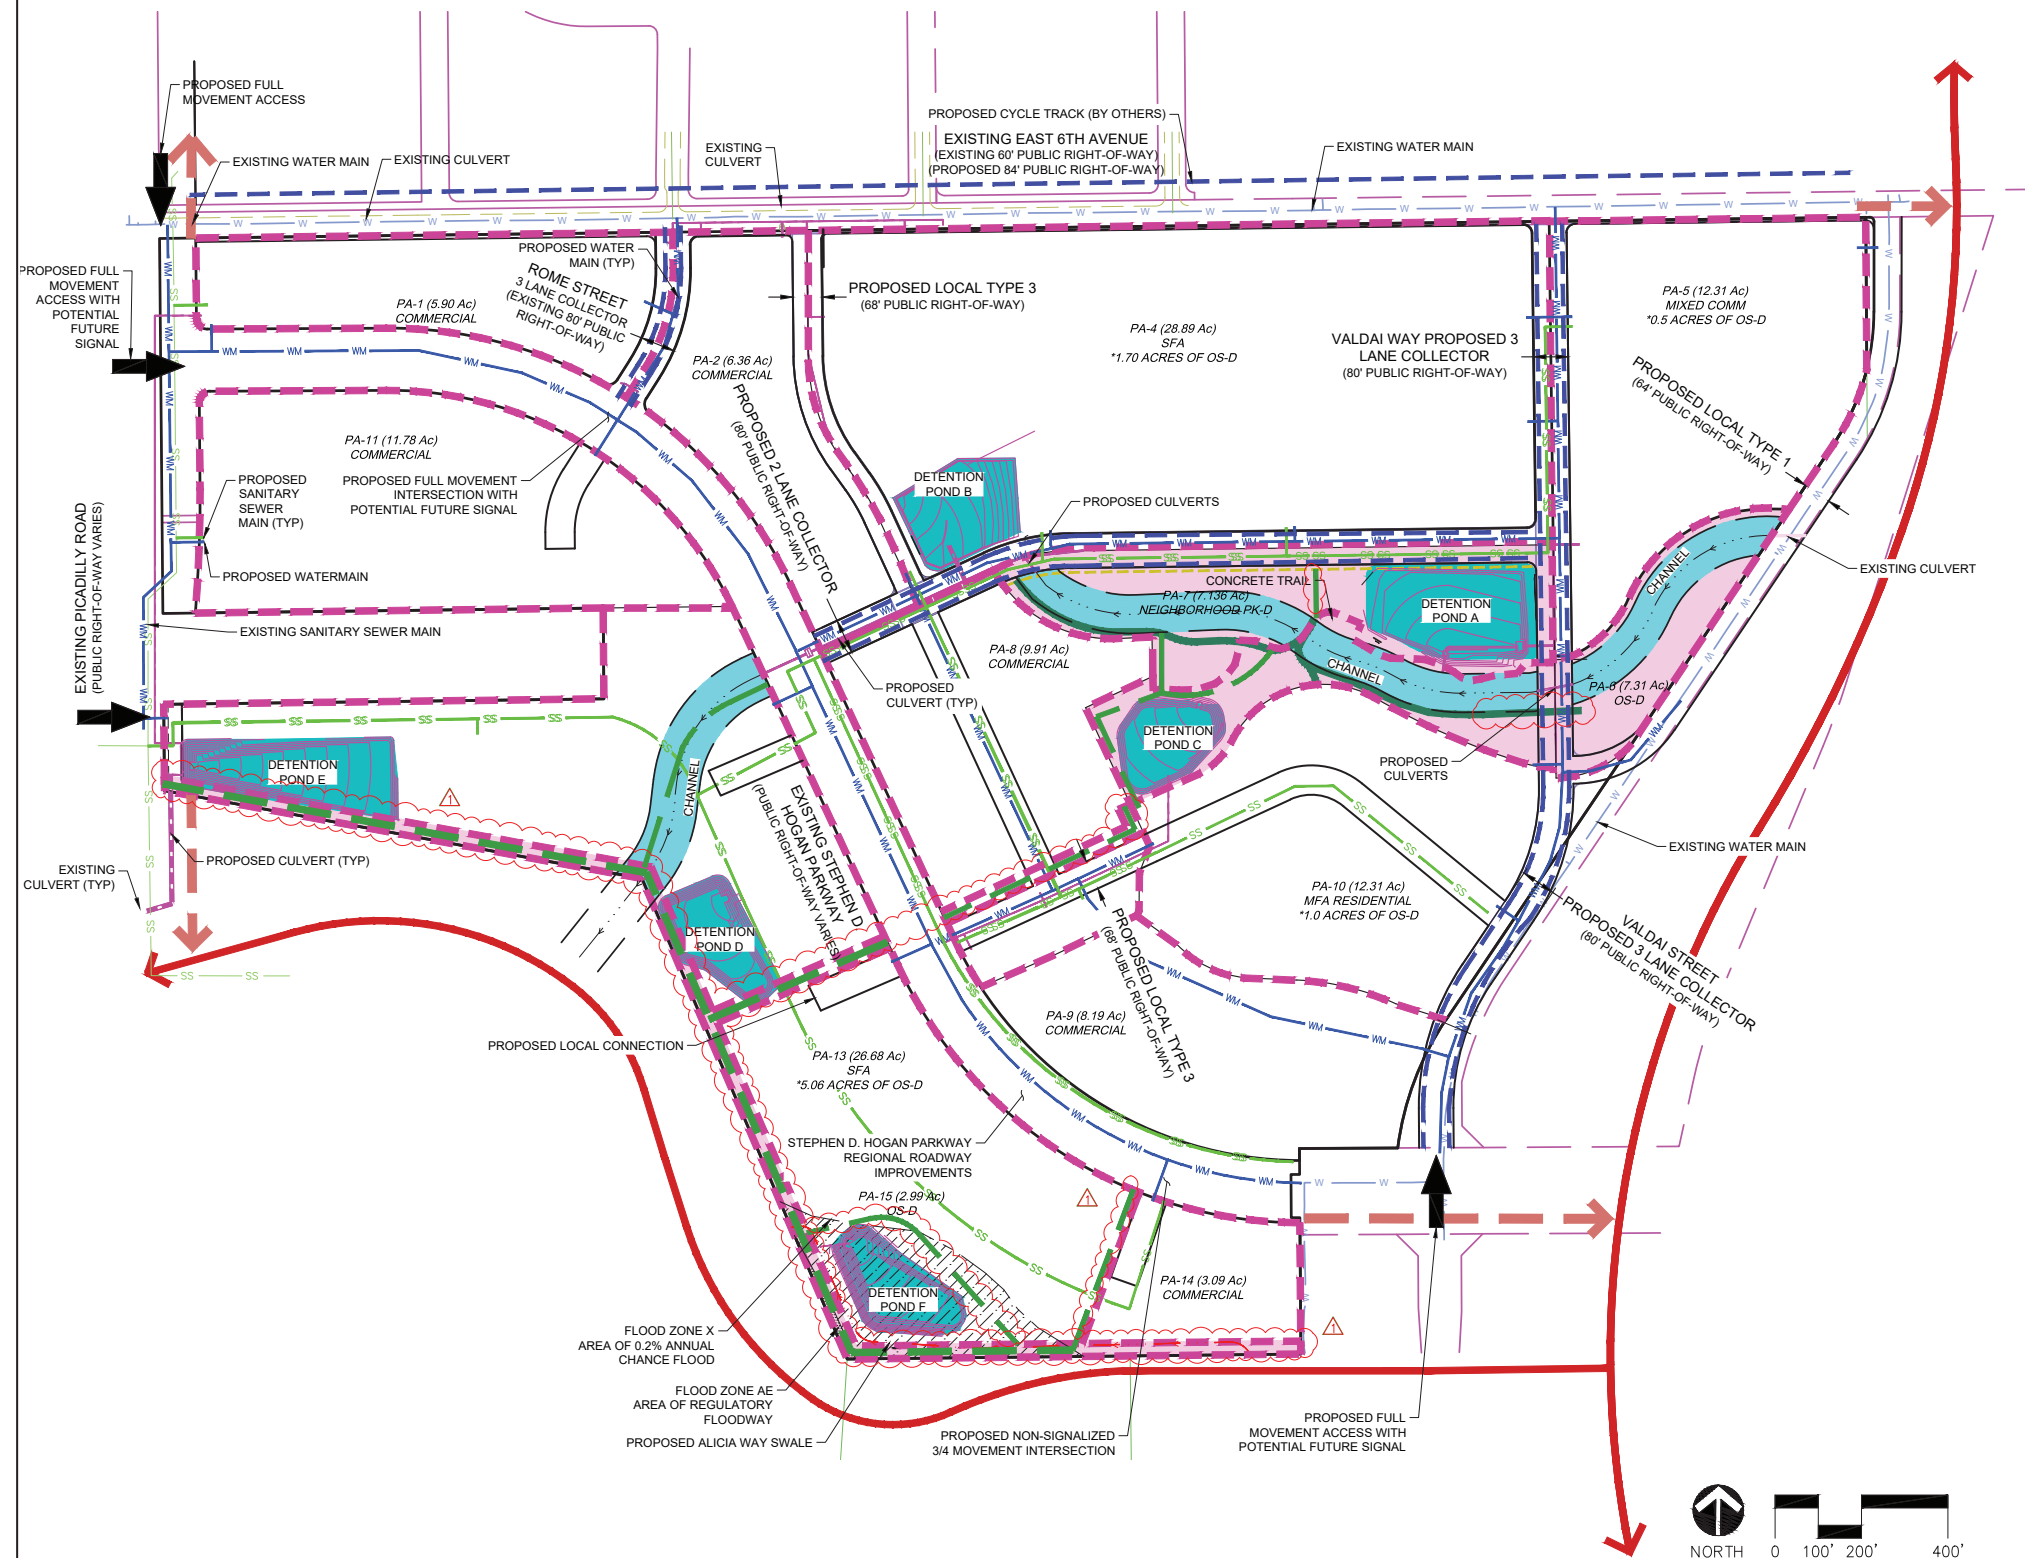 PROPOSED FULL
MOVEMENT ACCESS
EXISTING WATER MAIN
EXISTING CULVERT
EXISTING
CULVERT
PROPOSED CYCLE TRACK (BY OTHERS)
EXISTING EAST 6TH AVENUE
(EXISTING 60' PUBLIC RIGHT-OF-WAY)
(PROPOSED 84' PUBLIC RIGHT-OF-WAY)
EXISTING WATER MAIN
PROPOSED FULL
MOVEMENT
ACCESS WITH
POTENTIAL
FUTURE
SIGNAL
PROPOSED WATER
MAIN (TYP)
ROME STREET
3 LANE COLLECTOR
(EXISTING 80' PUBLIC
RIGHT-OF-WAY)
PA-1 (5.90 Ac)
COMMERCIAL
PROPOSED LOCAL TYPE 3
(68' PUBLIC RIGHT-OF-WAY)
PA-2 (6.36 Ac)
COMMERCIAL
PA-4 (28.89 Ac)
SFA
*1.70 ACRES OF OS-D
VALDAI WAY PROPOSED 3
LANE COLLECTOR
(80' PUBLIC RIGHT-OF-WAY)
PA-5 (12.31 Ac)
MIXED COMM
*0.5 ACRES OF OS-D
PROPOSED LOCAL TYPE 1
(64' PUBLIC RIGHT-OF-WAY)
PROPOSED 2 LANE COLLECTOR
(80' PUBLIC RIGHT-OF-WAY)
PA-11 (11.78 Ac)
COMMERCIAL
PROPOSED
SANITARY
SEWER
MAIN (TYP)
PROPOSED FULL MOVEMENT
INTERSECTION WITH
POTENTIAL FUTURE SIGNAL
EXISTING PICADILLY ROAD
(PUBLIC RIGHT-OF-WAY VARIES)
PROPOSED WATERMAIN
EXISTING SANITARY SEWER MAIN
DETENTION
POND B
PROPOSED CULVERTS
CONCRETE TRAIL
PA-7 (7.136 Ac)
NEIGHBORHOOD PK-D
DETENTION
POND A
CHANNEL
EXISTING CULVERT
PA-8 (9.91 Ac)
COMMERCIAL
CHANNEL
PA-6 (7.31 Ac)
OS-D
PROPOSED
CULVERT (TYP)
DETENTION
POND C
PROPOSED
CULVERTS
DETENTION
POND E
CHANNEL
EXISTING STEPHEN D
HOGAN PARKWAY
(PUBLIC RIGHT-OF-WAY VARIES)
EXISTING
CULVERT (TYP)
PROPOSED CULVERT (TYP)
EXISTING WATER MAIN
DETENTION
POND D
PA-10 (12.31 Ac)
MFA RESIDENTIAL
*1.0 ACRES OF OS-D
VALDAI STREET
PROPOSED 3 LANE COLLECTOR
(80' PUBLIC RIGHT-OF-WAY)
PROPOSED LOCAL TYPE 3
(68' PUBLIC RIGHT-OF-WAY)
PROPOSED LOCAL CONNECTION
PA-9 (8.19 Ac)
COMMERCIAL
PA-13 (26.68 Ac)
SFA
*5.06 ACRES OF OS-D
STEPHEN D. HOGAN PARKWAY
REGIONAL ROADWAY
IMPROVEMENTS
PA-15 (2.99 Ac)
OS-D
DETENTION
POND F
PA-14 (3.09 Ac)
COMMERCIAL
FLOOD ZONE X
AREA OF 0.2% ANNUAL
CHANCE FLOOD
FLOOD ZONE AE
AREA OF REGULATORY
FLOODWAY
PROPOSED ALICIA WAY SWALE
PROPOSED NON-SIGNALIZED
3/4 MOVEMENT INTERSECTION
PROPOSED FULL
MOVEMENT ACCESS WITH
POTENTIAL FUTURE SIGNAL
NORTH
0 100' 200' 400'